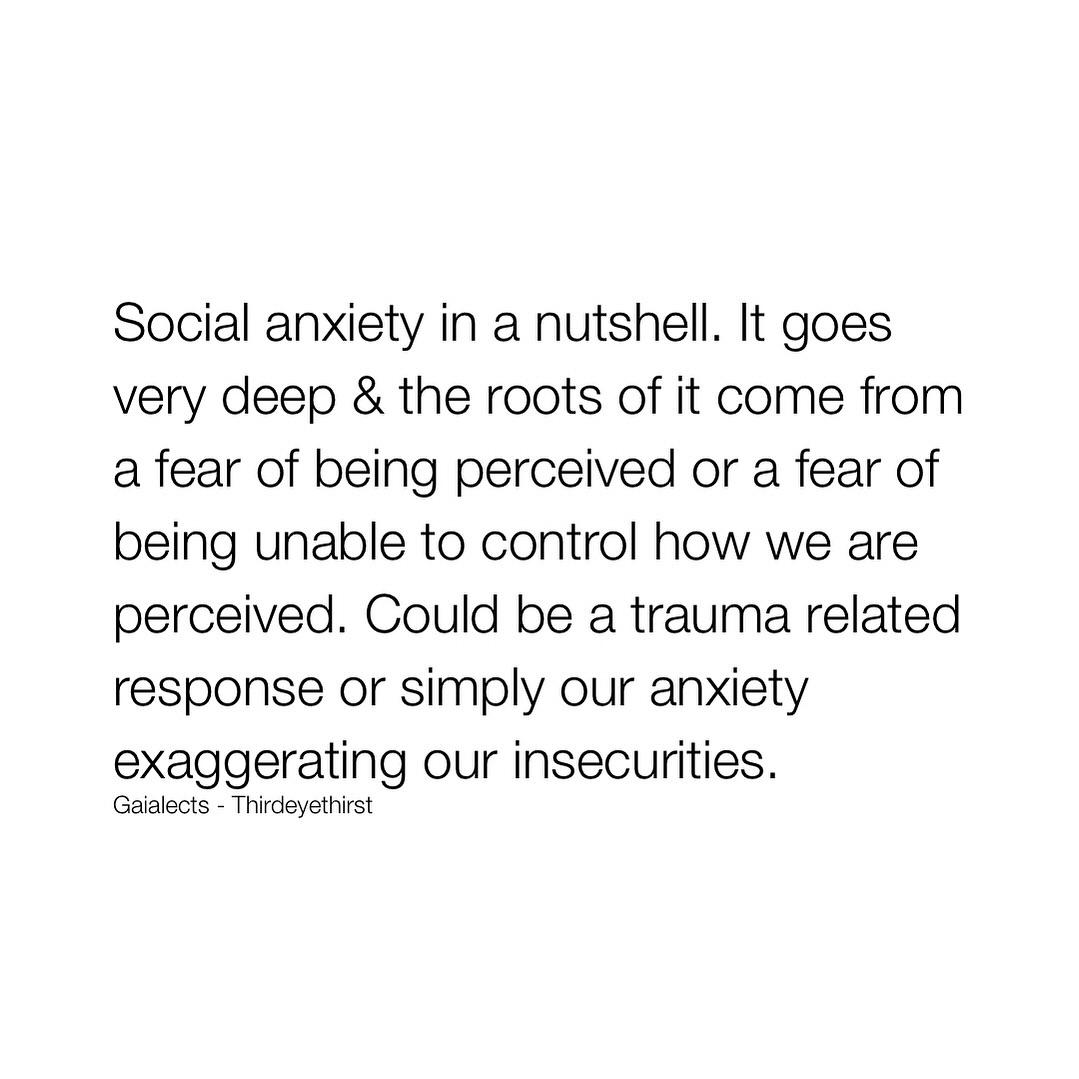 Social anxiety in a nutshell. It goes
very deep & the roots of it come from
a fear of being perceived or a fear of
being unable to control how we are
perceived. Could be a trauma related
response or simply our anxiety
exaggerating our insecurities.
Gaialects - Thirdeyethirst